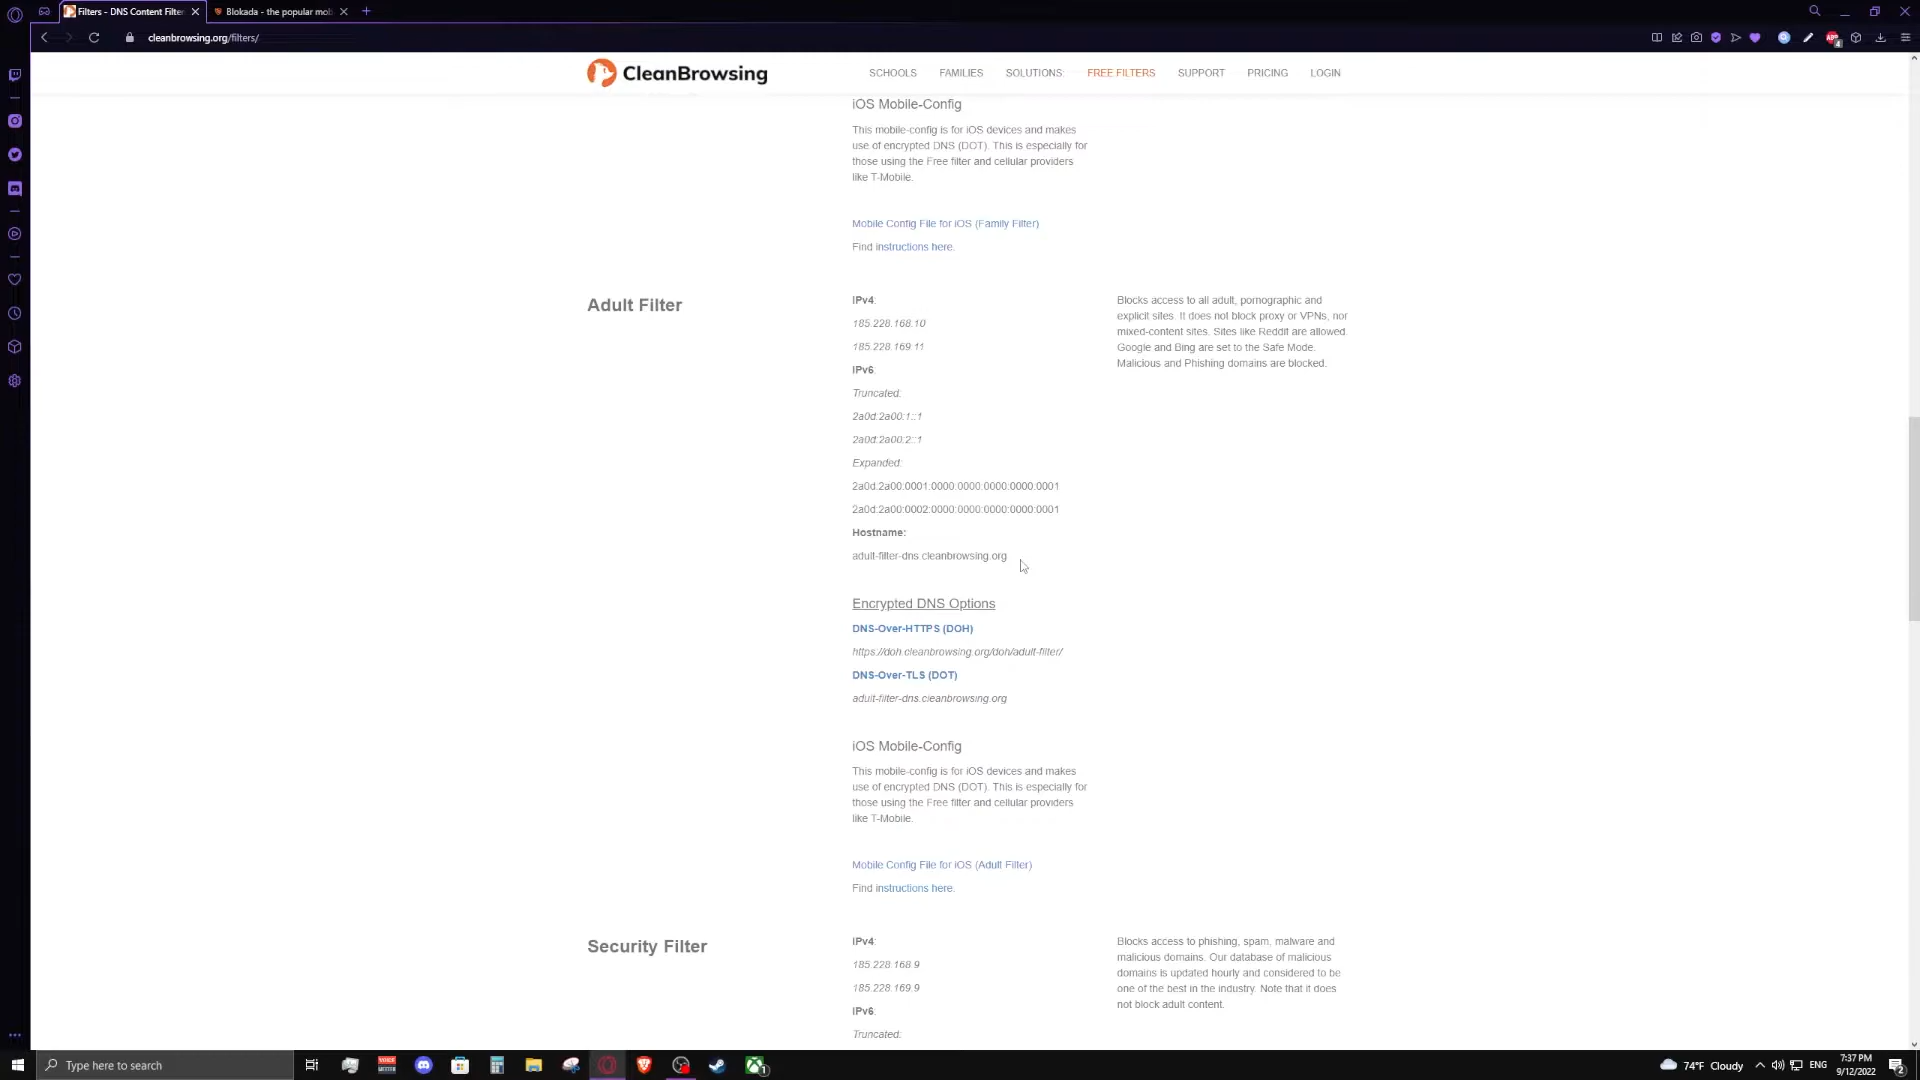 Filters - DNS Content Filter
Blokada - the popular mob
cleanbrowsing.org/filters/
CleanBrowsing
SCHOOLS
FAMILIES
SOLUTIONS
FREE FILTERS
SUPPORT
PRICING
LOGIN
iOS Mobile-Config
This mobile-config is for iOS devices and makes
use of encrypted DNS (DOT). This is especially for
those using the Free filter and cellular providers
like T-Mobile.
Mobile Config File for iOS (Family Filter)
Find instructions here.
Adult Filter
IPv4:
185.228.168.10
185.228.169.11
IPv6:
Truncated:
2a0d:2a00:1::1
2a0d:2a00:2::1
Expanded:
2a0d:2a00:0001:0000:0000:0000:0000:0001
2a0d:2a00:0002:0000:0000:0000:0000:0001
Hostname:
adult-filter-dns.cleanbrowsing.org
Blocks access to all adult, pornographic and
explicit sites. It does not block proxy or VPNs, nor
mixed-content sites. Sites like Reddit are allowed.
Google and Bing are set to the Safe Mode.
Malicious and Phishing domains are blocked.
Encrypted DNS Options
DNS-Over-HTTPS (DOH)
https://doh.cleanbrowsing.org/doh/adult-filter/
DNS-Over-TLS (DOT)
adult-filter-dns.cleanbrowsing.org
iOS Mobile-Config
This mobile-config is for iOS devices and makes
use of encrypted DNS (DOT). This is especially for
those using the Free filter and cellular providers
like T-Mobile.
Mobile Config File for iOS (Adult Filter)
Find instructions here.
Security Filter
IPv4:
185.228.168.9
185.228.169.9
IPv6:
Truncated:
Blocks access to phishing, spam, malware and
malicious domains. Our database of malicious
domains is updated hourly and considered to be
one of the best in the industry. Note that it does
not block adult content.
Type here to search
74°F Cloudy
ENG
7:37 PM
9/12/2022